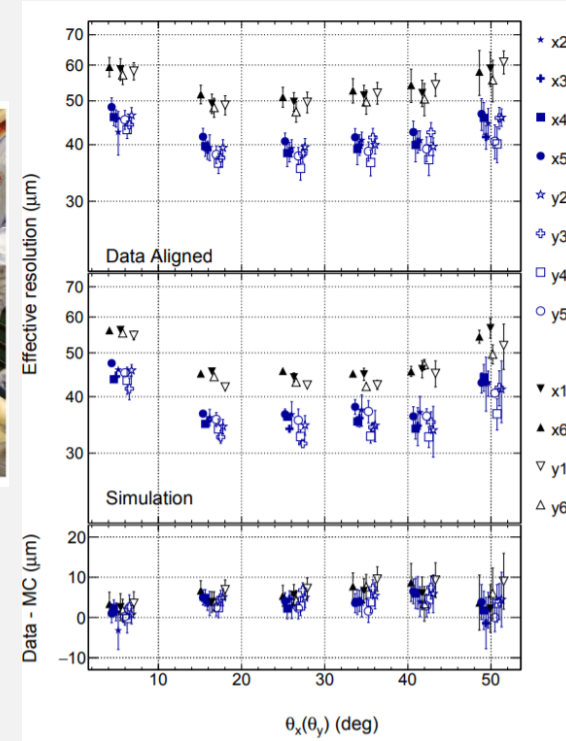 70
60
50
40
30
Effective resolution (μm)
Data Aligned
70
60
50
40
30
Simulation
20
10
0
−10
Data - MC (μm)
10 20 30 40 50
θx(θy) (deg)
x2
x3
x4
x5
y2
y3
y4
y5
x1
x6
y1
y6